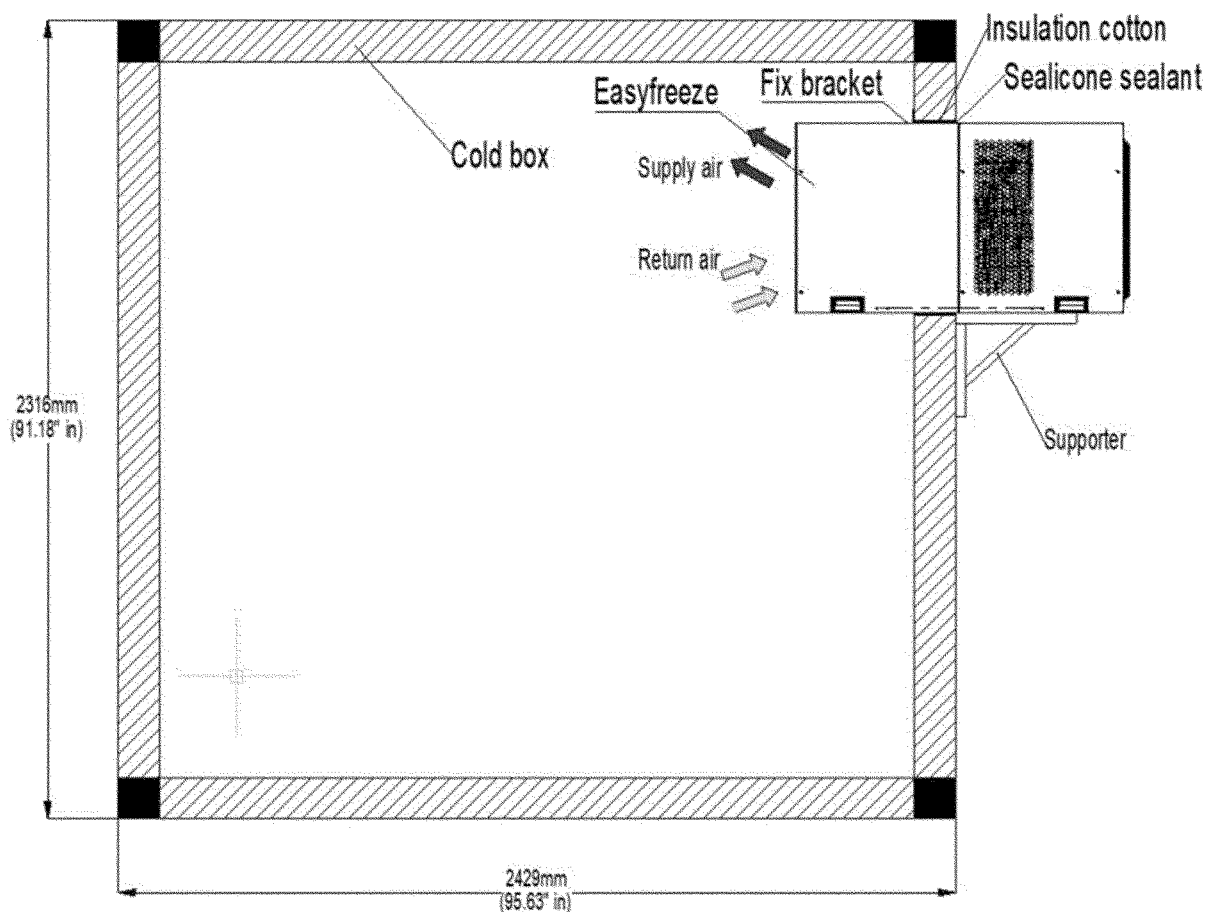 Insulation cotton
Sealicone sealant
Fix bracket
Easyfreeze
Cold box
Supply air
Return air
2316mm
(91.18" in)
Supporter
2429mm
(95.63" in)